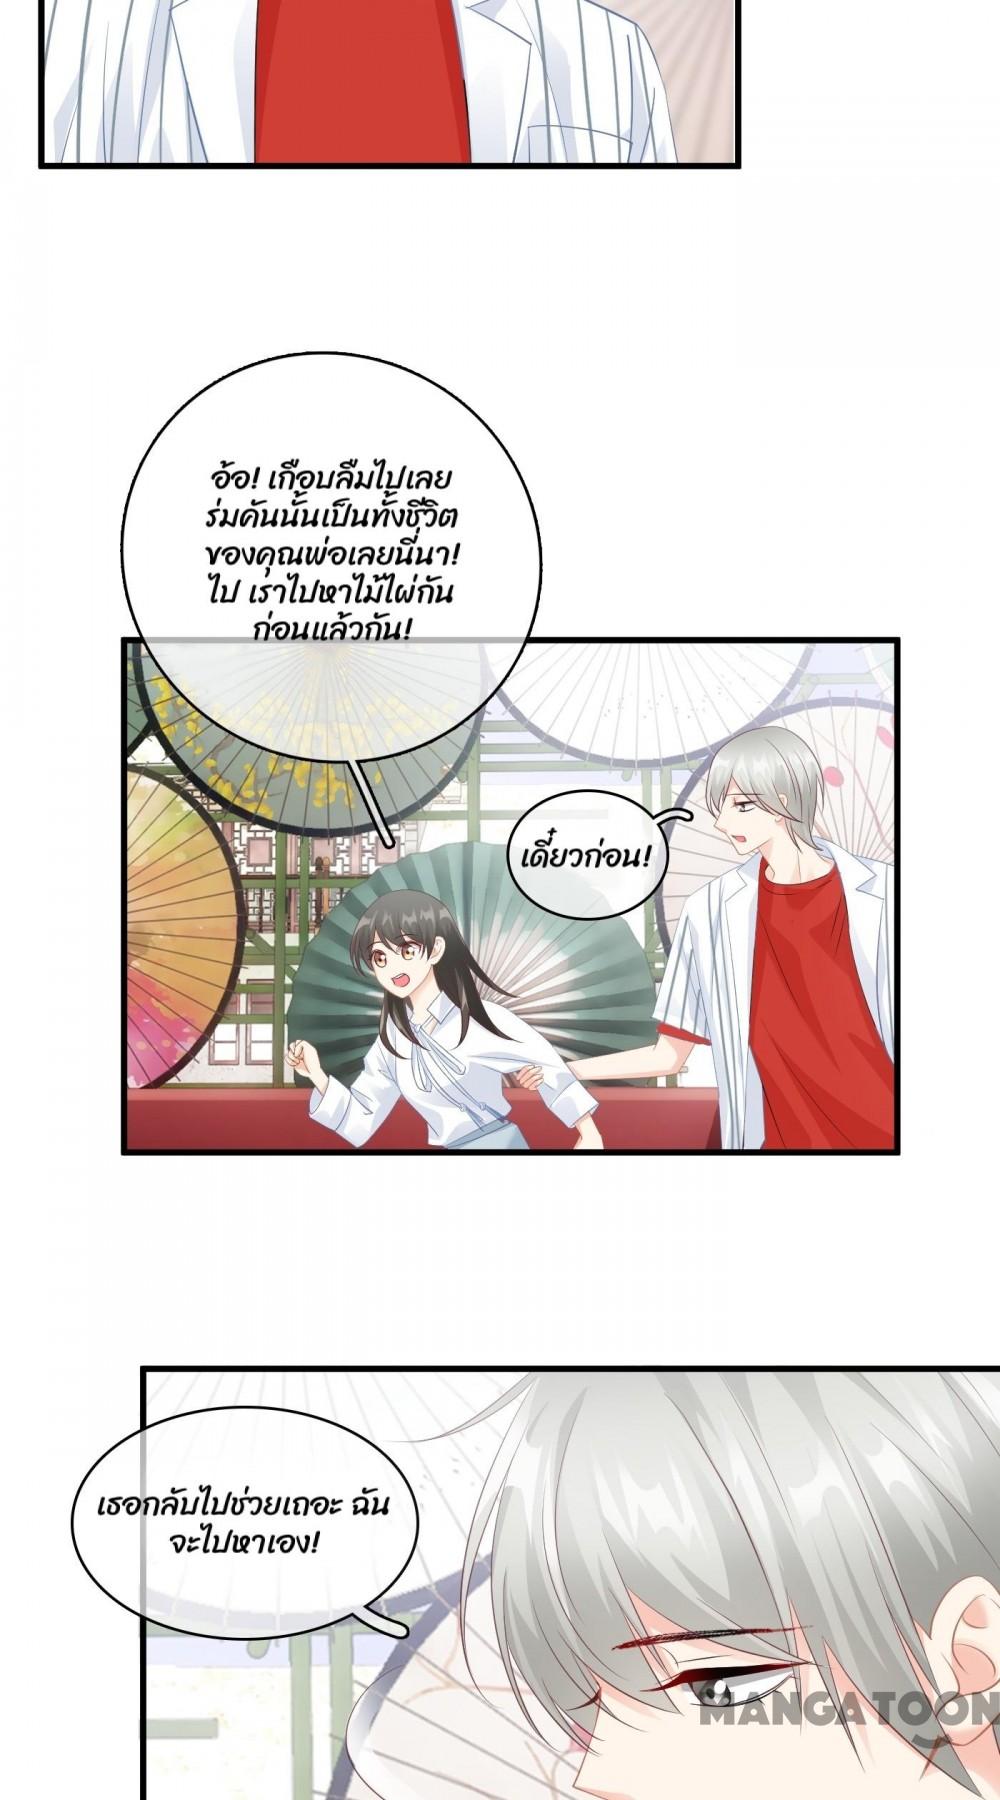 อ้อ! เกือบลืมไปเลย
ร่มคันนั้นเป็นทั้งชีวิต
ของคุณพ่อเลยนี่นา!
ไป เราไปหาไม้ไผ่กัน
ก่อนแล้วกัน!
เดี๋ยวก่อน!
เธอกลับไปช่วยเถอะ ฉัน
จะไปหาเอง!
MANGATOON